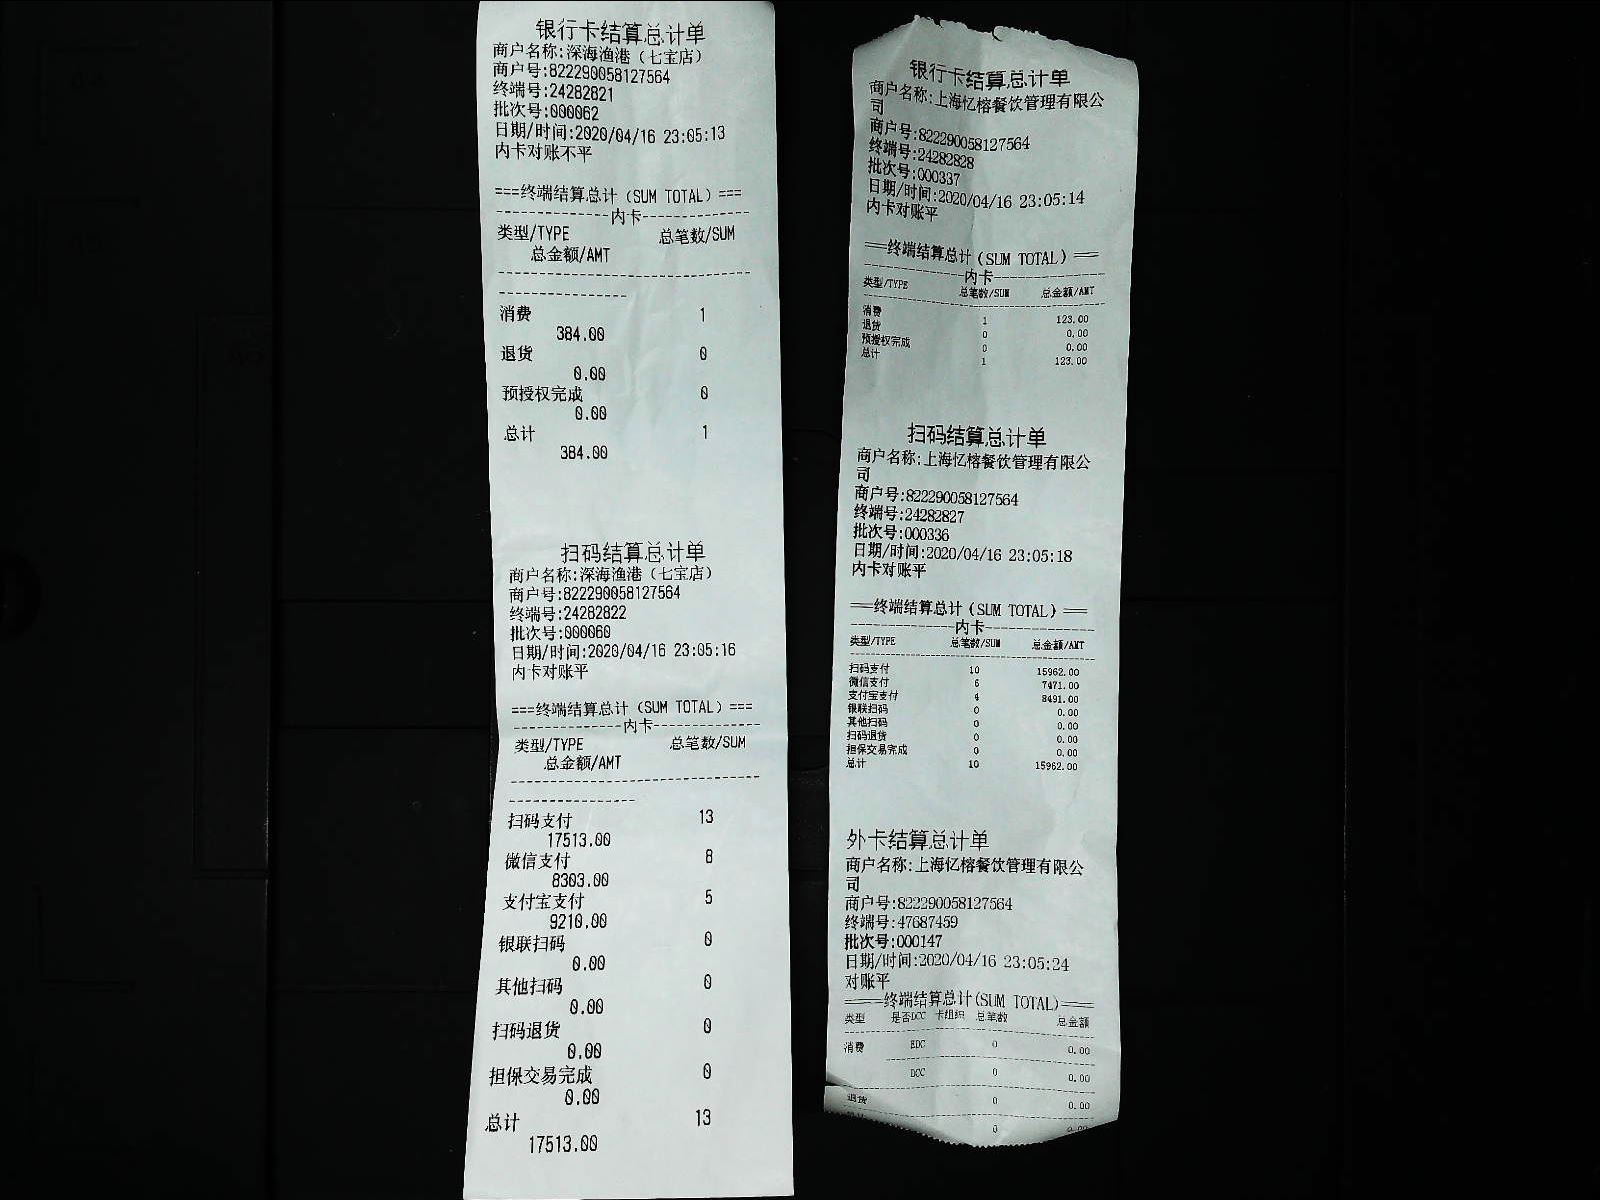 银行卡结算总计单
商户名称:深海渔港（七宝店）
商户号:822290058127564
终端号:24282821
批次号:000062
日期/时间:2020/04/16 23:05:13
内卡对账不平
===终端结算总计（SUM TOTAL）===
--------------内卡--------------
类型/TYPE 总笔数/SUM
总金额/AMT
消费 1
384.00
退货 0
0.00
预授权完成 0
0.00
总计 1
384.00
扫码结算总计单
商户名称:深海渔港（七宝店）
商户号:822290058127564
终端号:24282822
批次号:000060
日期/时间:2020/04/16 23:05:16
内卡对账平
===终端结算总计（SUM TOTAL）===
--------------内卡--------------
类型/TYPE 总笔数/SUM
总金额/AMT
扫码支付 13
17513.00
微信支付 8
8303.00
支付宝支付 5
9210.00
银联扫码 0
0.00
其他扫码 0
0.00
扫码退货 0
0.00
担保交易完成 0
0.00
总计 13
17513.00
银行卡结算总计单
商户名称:上海忆榕餐饮管理有限公
司
商户号:822290058127564
终端号:24282828
批次号:000337
日期/时间:2020/04/16 23:05:14
内卡对账平
===终端结算总计(SUM TOTAL)===
--------------内卡--------------
类型/TYPE 总笔数/SUM 总金额/AMT
消费 1 123.00
退货 0 0.00
预授权完成 0 0.00
总计 1 123.00
扫码结算总计单
商户名称:上海忆榕餐饮管理有限公
司
商户号:822290058127564
终端号:24282827
批次号:000336
日期/时间:2020/04/16 23:05:18
内卡对账平
===终端结算总计(SUM TOTAL)===
--------------内卡--------------
类型/TYPE 总笔数/SUM 总金额/AMT
扫码支付 10 15962.00
微信支付 6 7471.00
支付宝支付 4 8491.00
银联扫码 0 0.00
其他扫码 0 0.00
扫码退货 0 0.00
担保交易完成 0 0.00
总计 10 15962.00
外卡结算总计单
商户名称:上海忆榕餐饮管理有限公
司
商户号:822290058127564
终端号:47687459
批次号:000147
日期/时间:2020/04/16 23:05:24
对账平
=====终端结算总计(SUM TOTAL)=====
类型 是否DCC 卡组织 总笔数 总金额
消费 EDC 0 0.00
DCC 0 0.00
退货 0 0.00
0 0.00